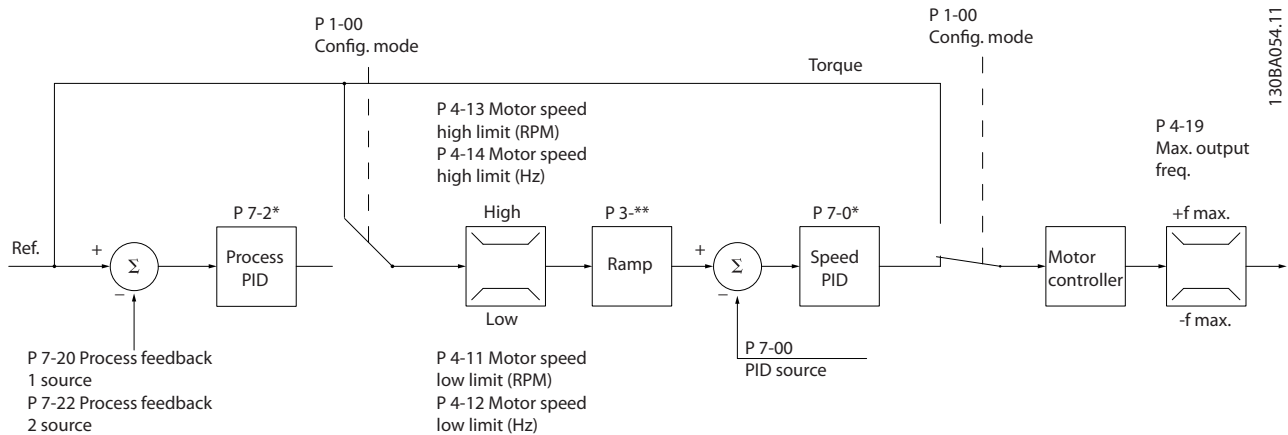 P 1-00
Config. mode
P 1-00
Config. mode
130BA054.11
Torque
P 4-13 Motor speed
high limit (RPM)
P 4-14 Motor speed
high limit (Hz)
P 4-19
Max. output
freq.
Ref.
+
Σ
_
P 7-2*
Process
PID
High
Low
P 3-**
Ramp
+
Σ
_
P 7-0*
Speed
PID
Motor
controller
+f max.
-f max.
P 7-20 Process feedback
1 source
P 7-22 Process feedback
2 source
P 4-11 Motor speed
low limit (RPM)
P 4-12 Motor speed
low limit (Hz)
P 7-00
PID source